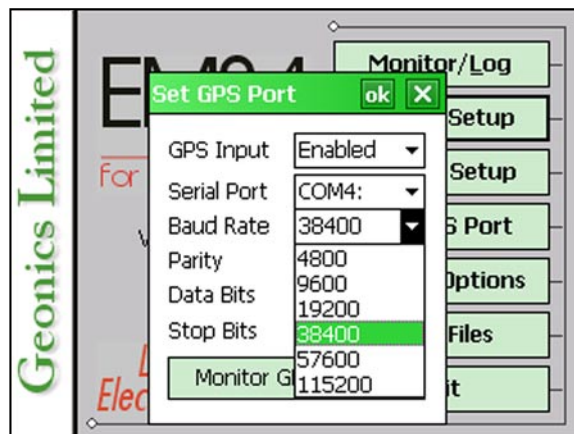 Geonics Limited
Monitor/Log
Set GPS Port
ok
Setup
GPS Input Enabled
for
Setup
Serial Port COM4:
Baud Rate 38400
Port
Parity
4800
9600
Options
Data Bits
19200
Stop Bits
38400
Files
57600
Monitor
115200